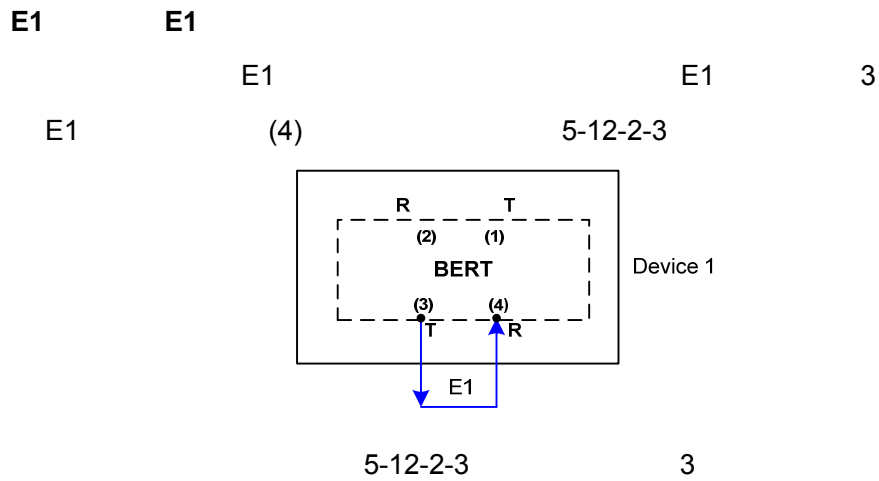 E1 E1
E1 E1 3
E1 (4) 5-12-2-3
R T
(2) (1)
BERT
Device 1
(3) (4)
T R
E1
5-12-2-3 3